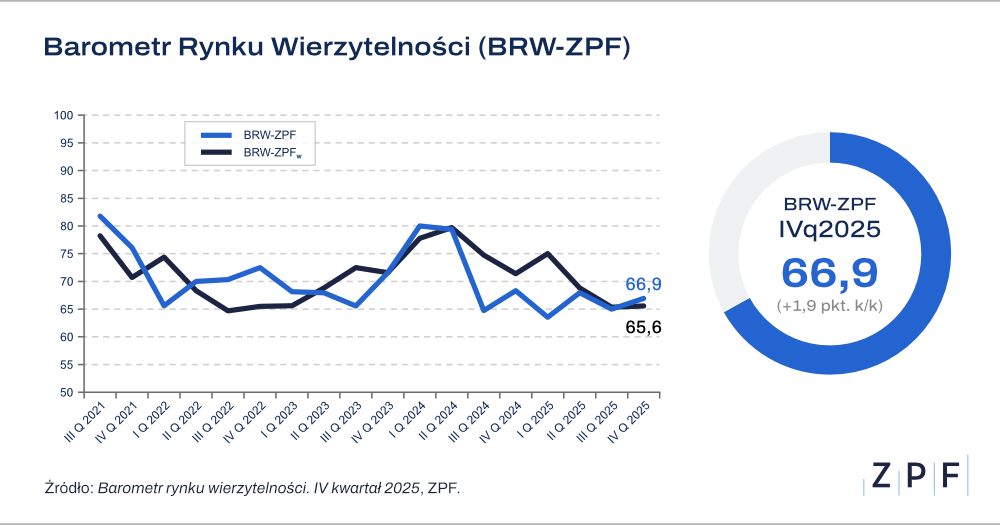 Barometr Rynku Wierzytelności (BRW-ZPF)
100
95
90
85
80
75
70
65
60
55
50
BRW-ZPF
BRW-ZPFw
66,9
65,6
III Q 2021
IV Q 2021
I Q 2022
II Q 2022
III Q 2022
IV Q 2022
I Q 2023
II Q 2023
III Q 2023
IV Q 2023
I Q 2024
II Q 2024
III Q 2024
IV Q 2024
I Q 2025
II Q 2025
III Q 2025
IV Q 2025
BRW-ZPF
IVq2025
66,9
(+1,9 pkt. k/k)
Źródło: Barometr rynku wierzytelności. IV kwartał 2025, ZPF.
ZPF